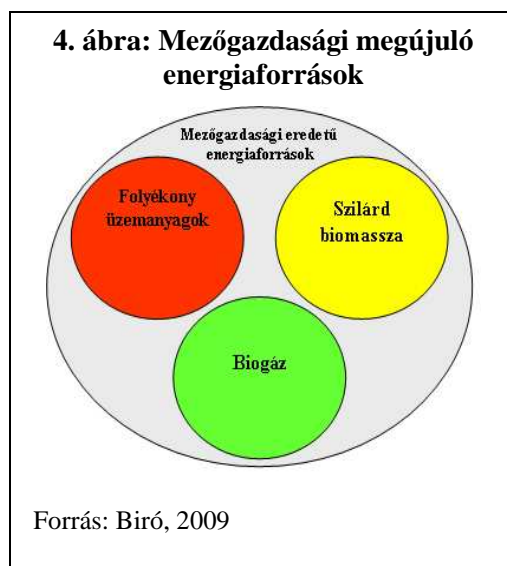 4. ábra: Mezőgazdasági megújuló
energiaforrások
Mezőgazdasági eredetű
energiaforrások
Folyékony
üzemanyagok
Szilárd
biomassza
Biogáz
Forrás: Biró, 2009